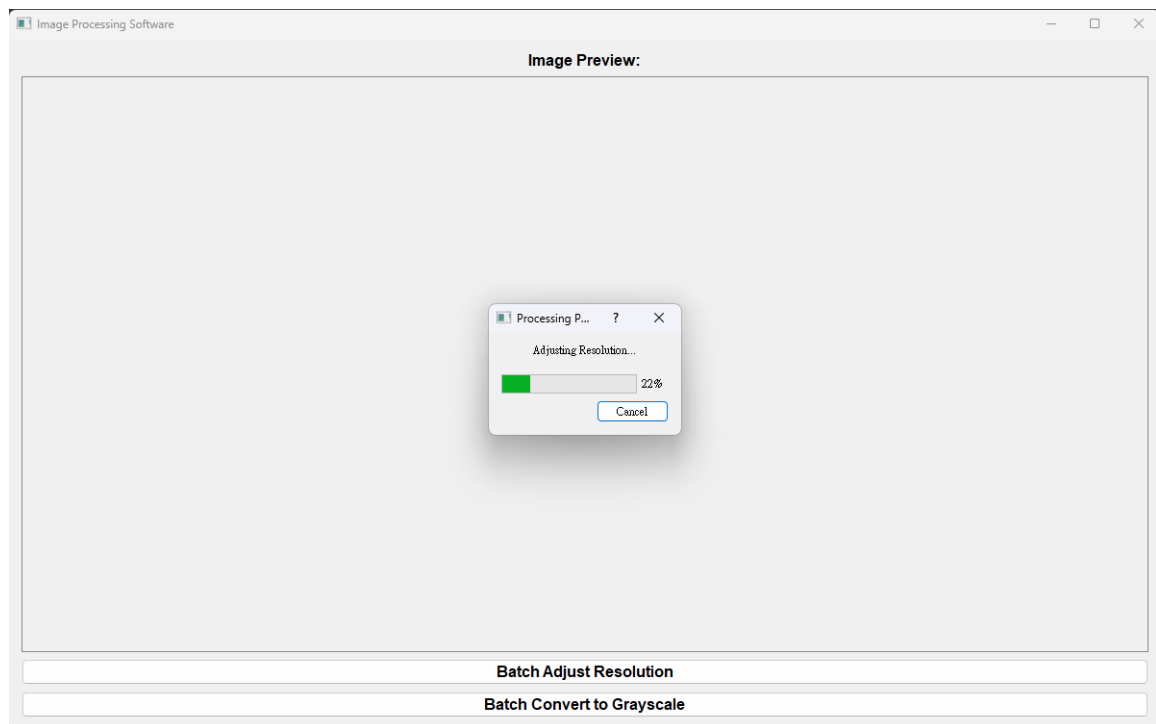 Image Processing Software
Image Preview:
Processing P... ?
Adjusting Resolution...
22%
Cancel
Batch Adjust Resolution
Batch Convert to Grayscale